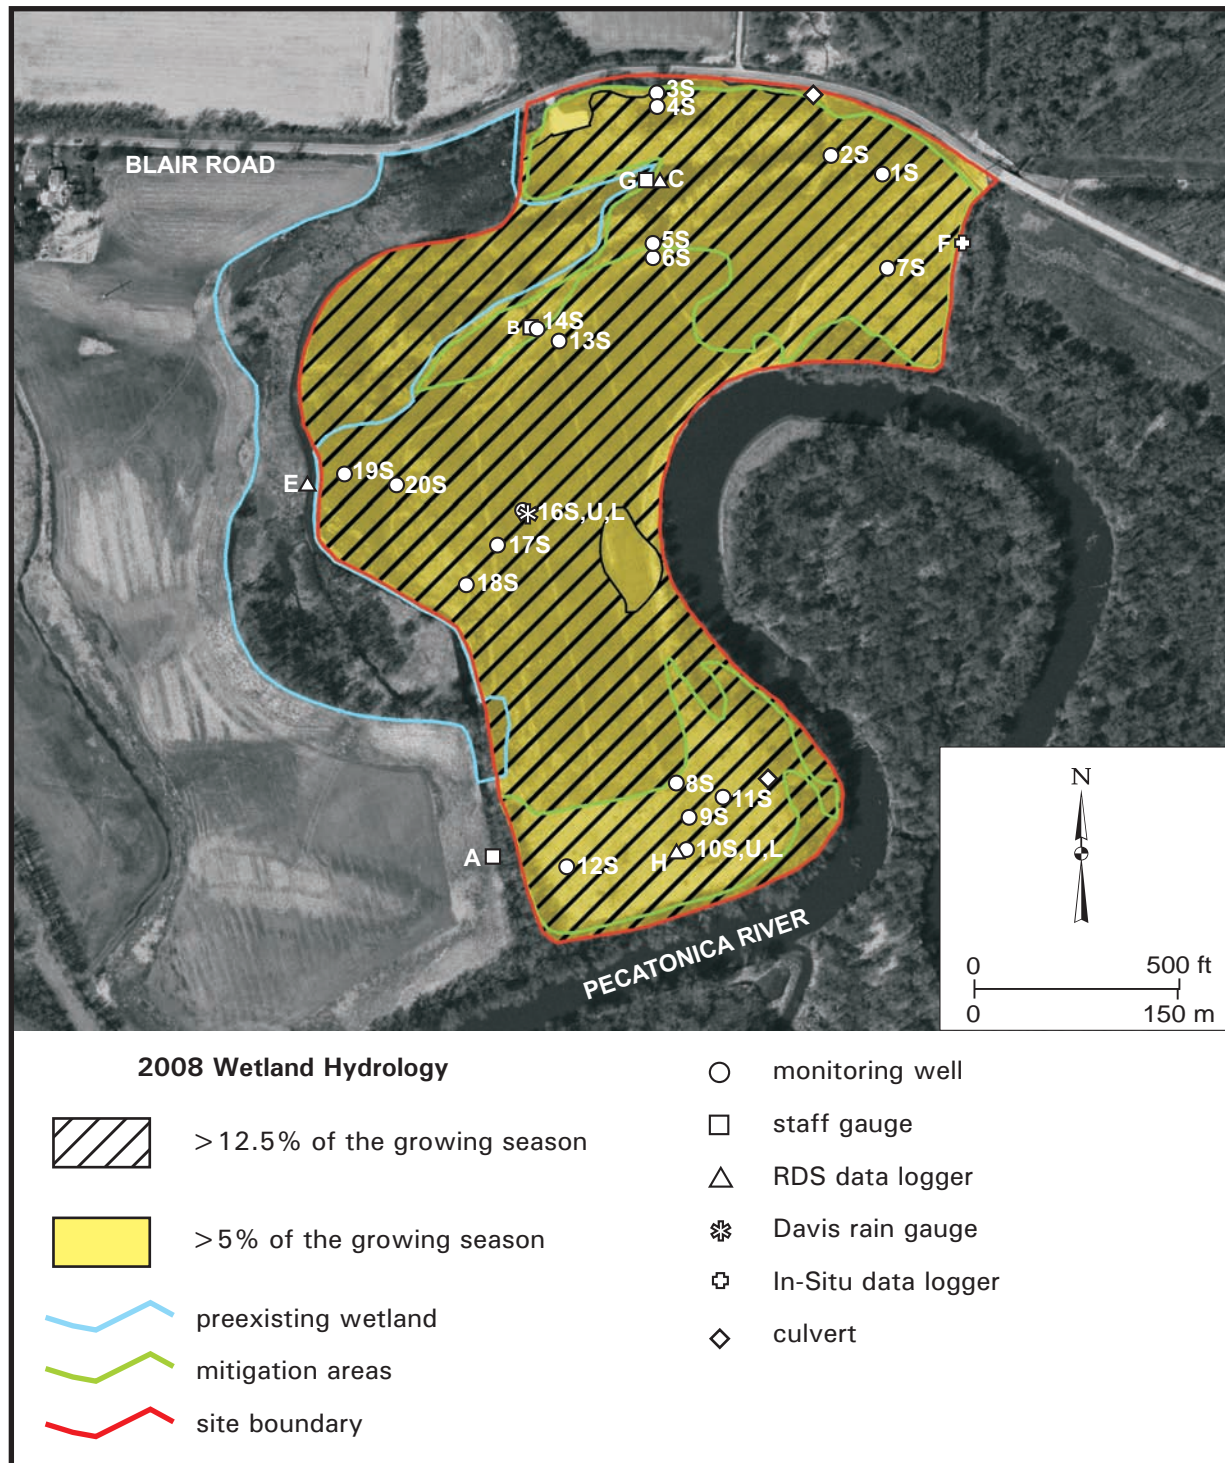 3S
4S
BLAIR ROAD
2S
1S
G
C
5S
F
6S
7S
B
14S
13S
19S
E
20S
16S,U,L
17S
18S
8S
11S
9S
A
H
10S,U,L
12S
PECATONICA RIVER
N
0
500 ft
0
150 m
2008 Wetland Hydrology
>12.5% of the growing season
>5% of the growing season
preexisting wetland
mitigation areas
site boundary
monitoring well
staff gauge
RDS data logger
Davis rain gauge
In-Situ data logger
culvert